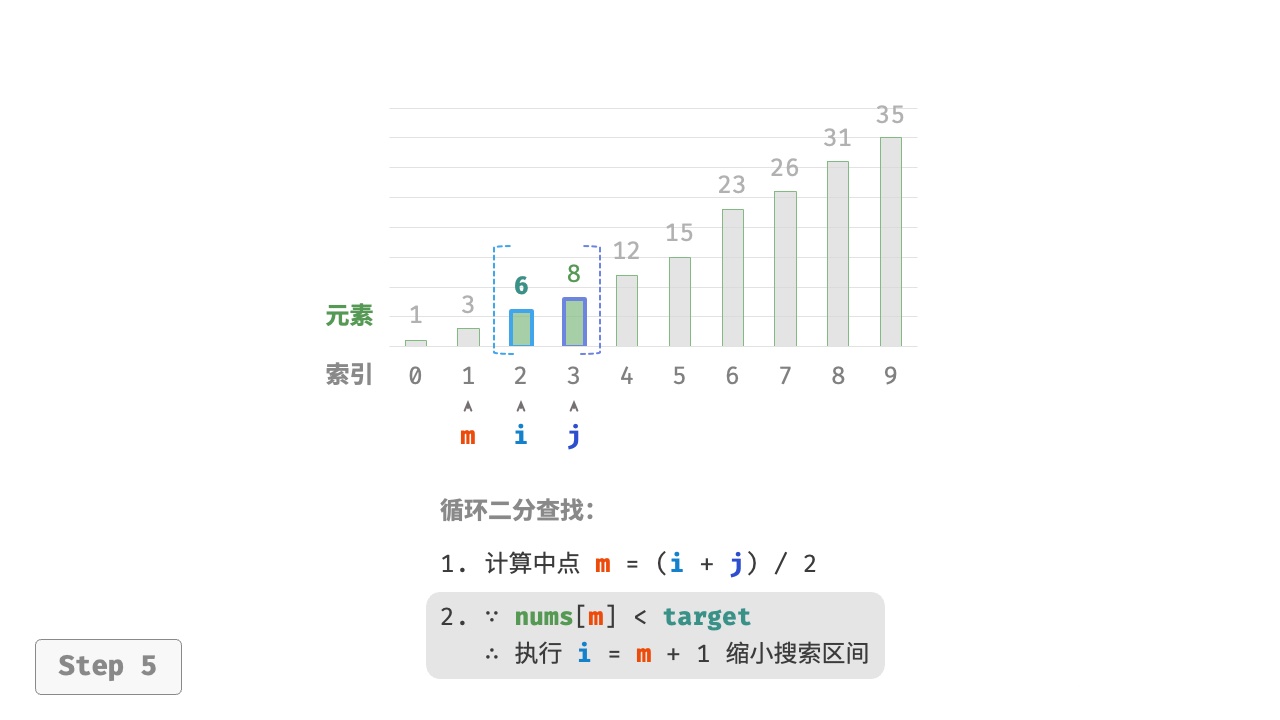 35
31
26
23
15
12
8
6
3
元素 1
索引 0 1 2 3 4 5 6 7 8 9
m i j
循环二分查找：
1. 计算中点 m = (i + j) / 2
2. ∵ nums[m] < target
∴ 执行 i = m + 1 缩小搜索区间
Step 5